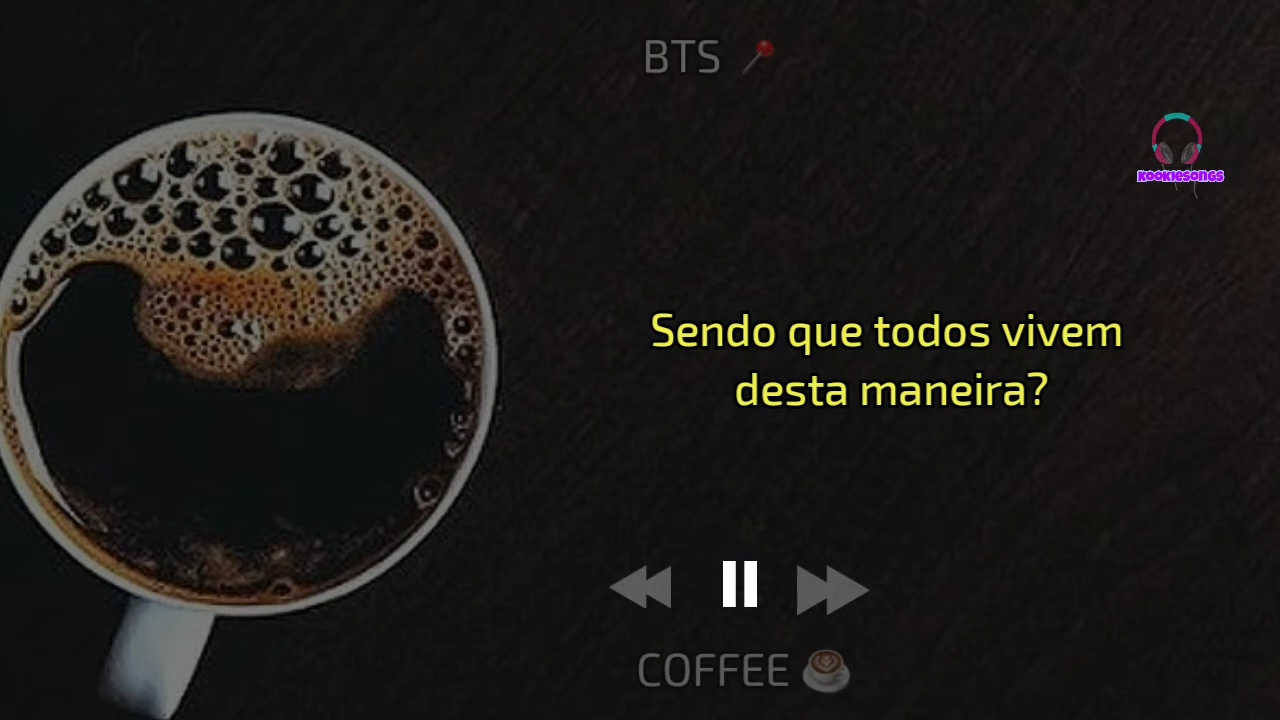 BTS 📍
KOOKIESONGS
Sendo que todos vivem
desta maneira?
COFFEE ☕